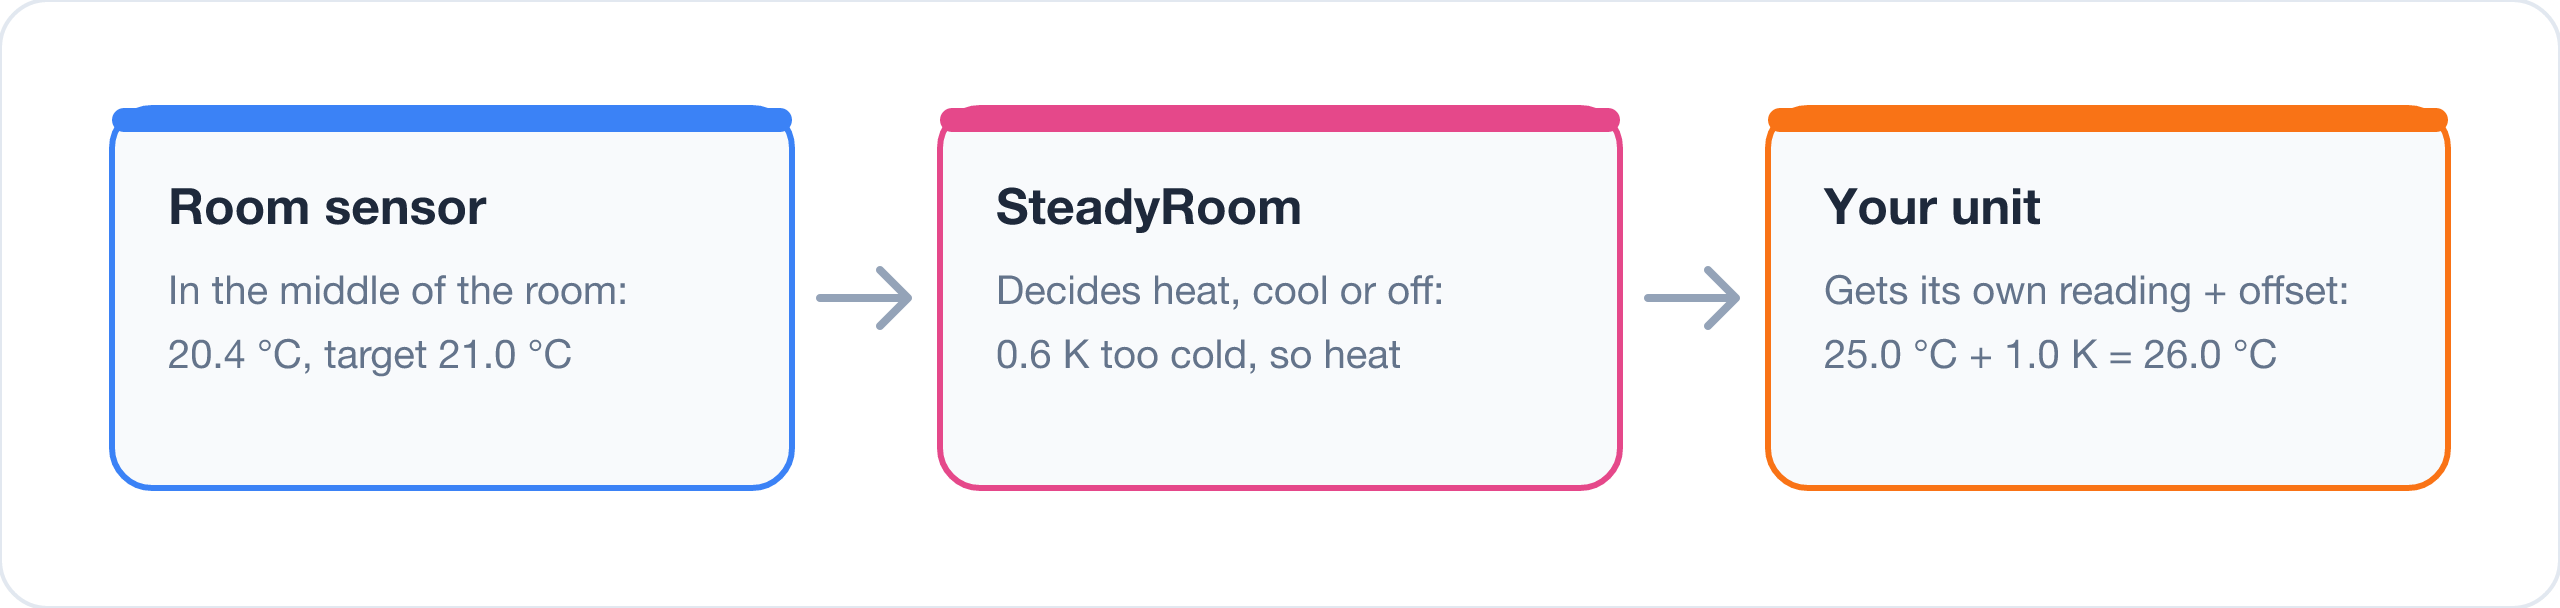 Room sensor
In the middle of the room:
20.4 °C, target 21.0 °C
SteadyRoom
Decides heat, cool or off:
0.6 K too cold, so heat
Your unit
Gets its own reading + offset:
25.0 °C + 1.0 K = 26.0 °C